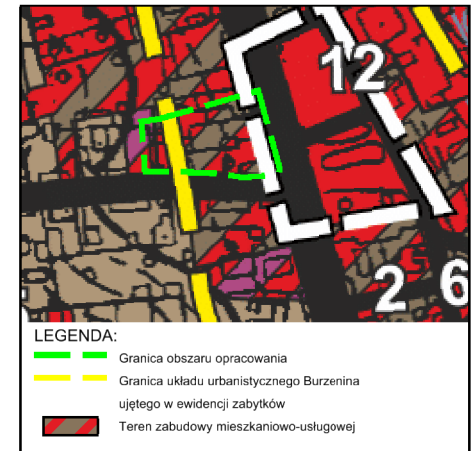 12
2 6
LEGENDA:
Granica obszaru opracowania
Granica układu urbanistycznego Burzenina
ujętego w ewidencji zabytków
Teren zabudowy mieszkaniowo-usługowej